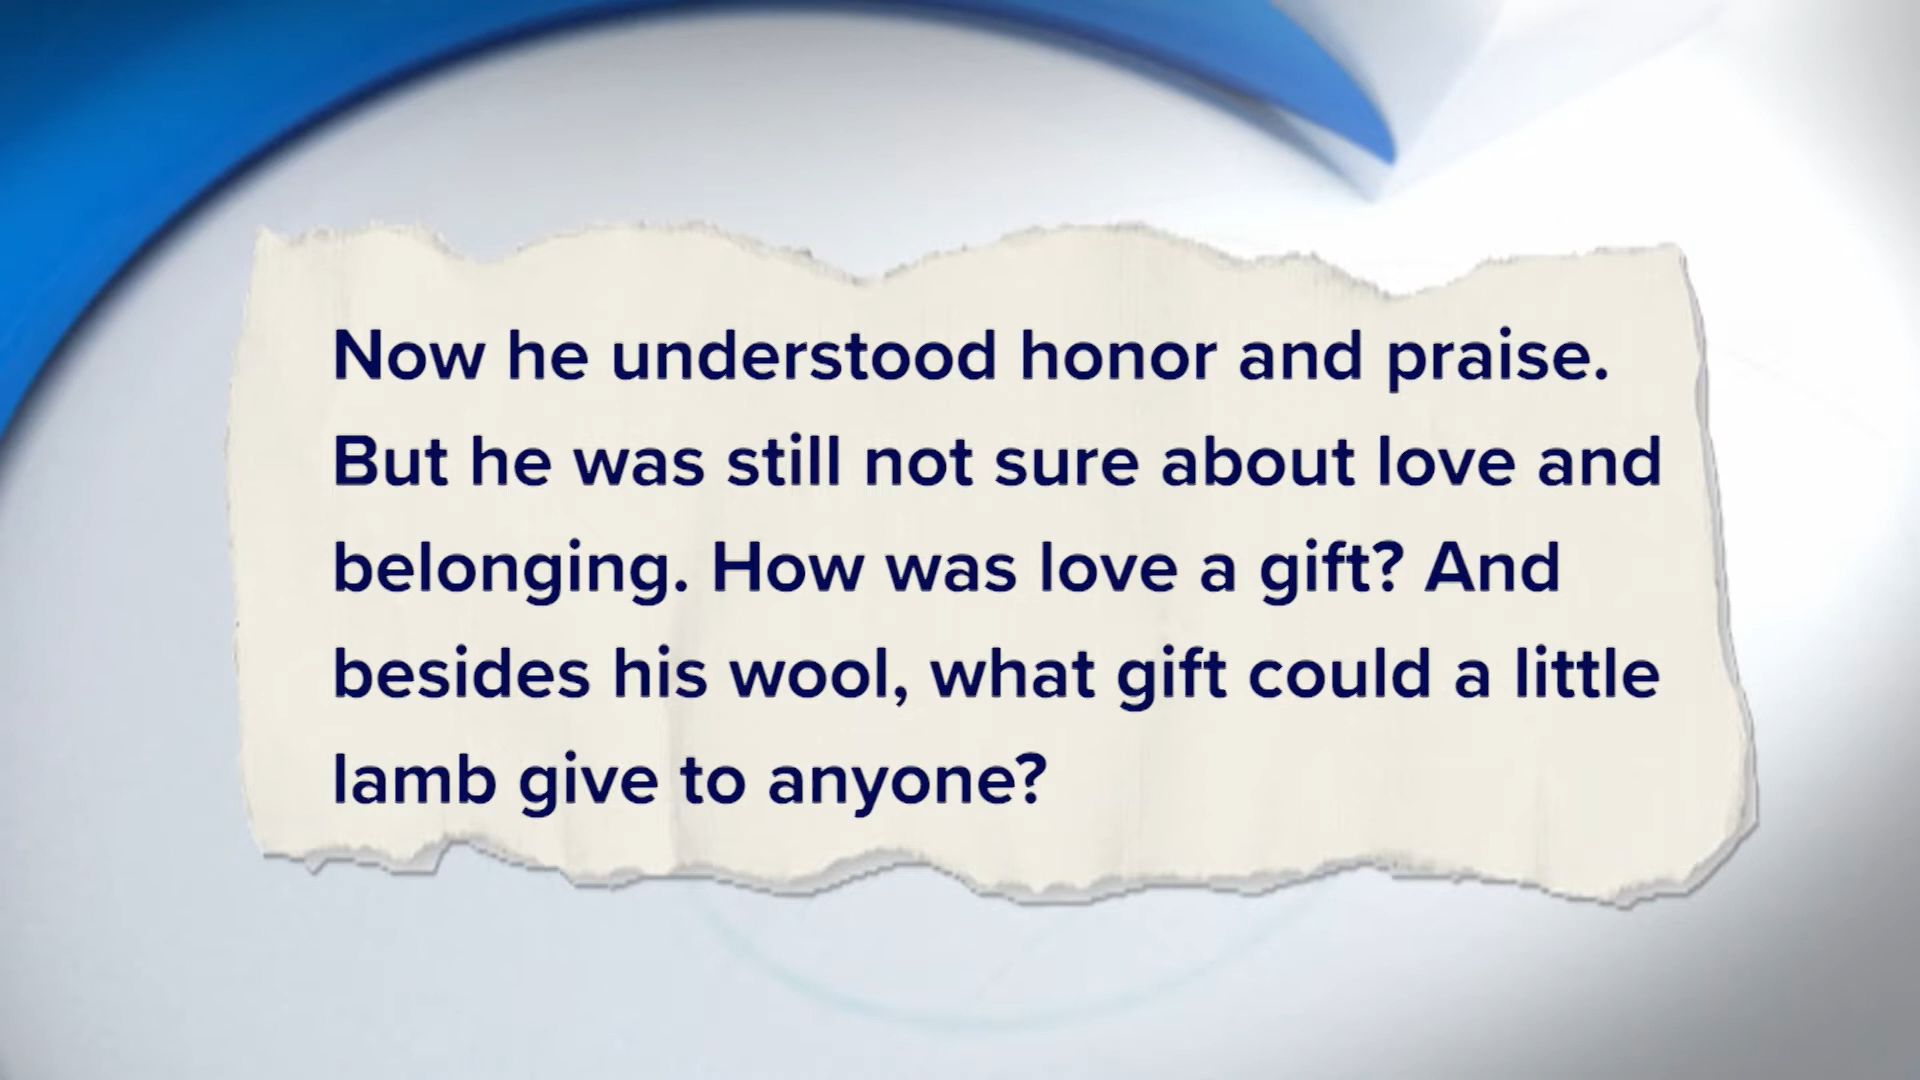 Now he understood honor and praise.
But he was still not sure about love and
belonging. How was love a gift? And
besides his wool, what gift could a little
lamb give to anyone?